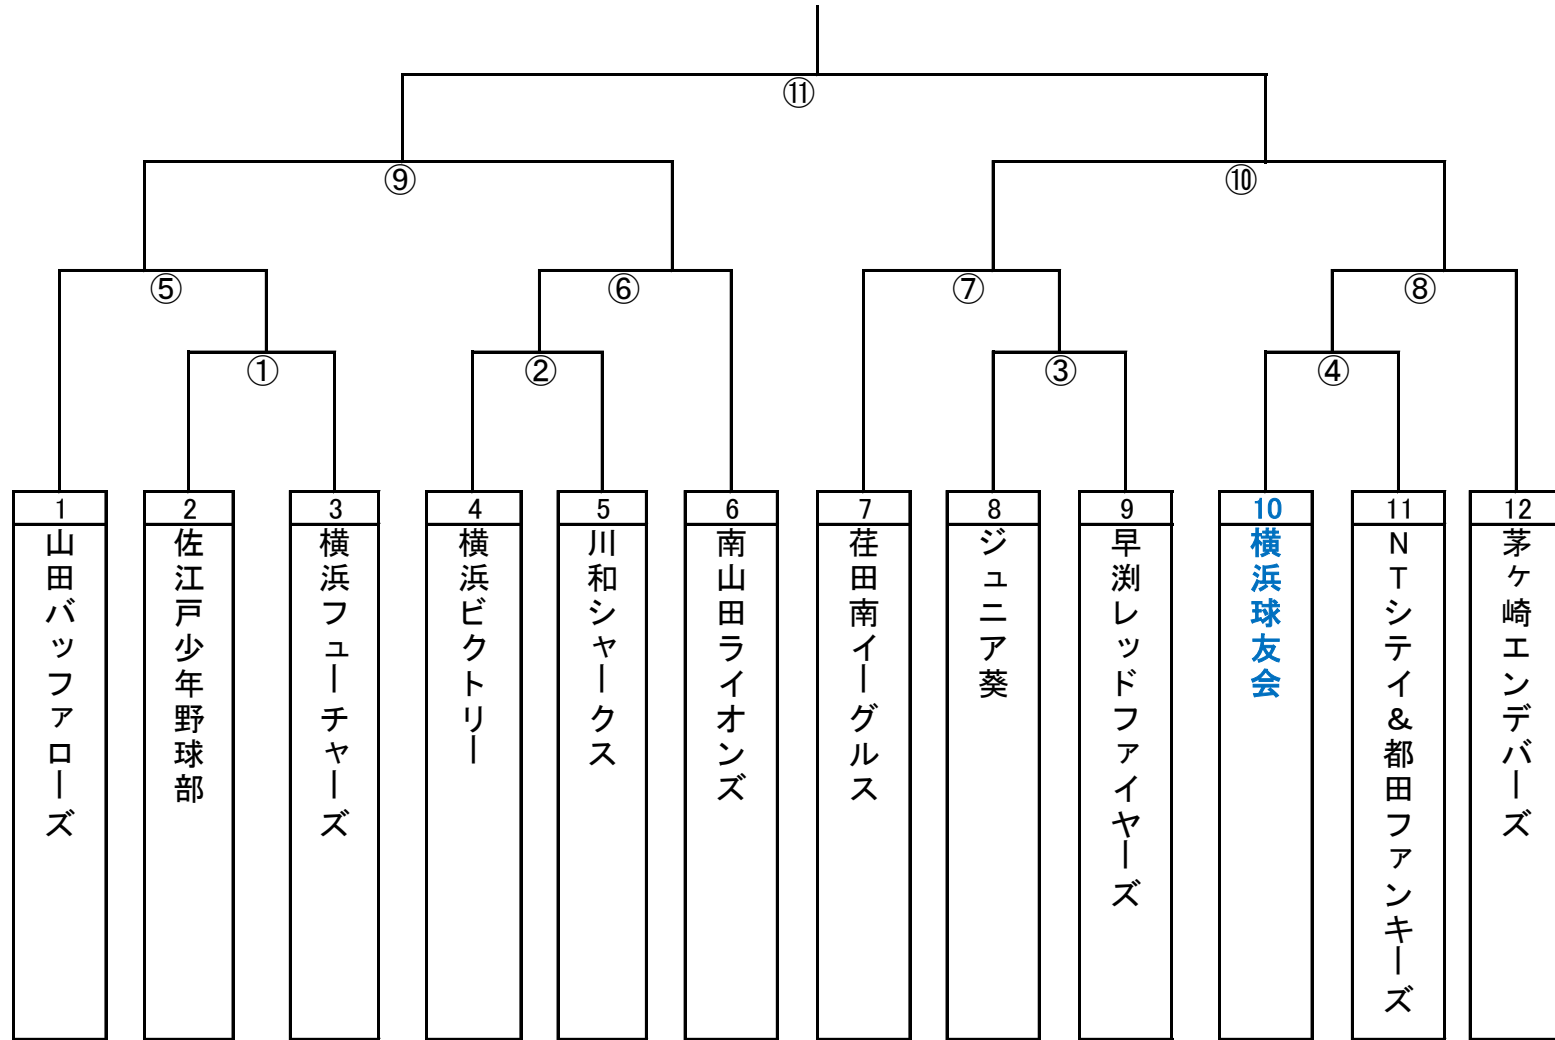 ⑪
⑨
⑩
⑤
⑥
⑦
⑧
①
②
③
④
1
山田バッファローズ
2
佐江戸少年野球部
3
横浜フューチャーズ
4
横浜ビクトリー
5
川和シャークス
6
南山田ライオンズ
7
荏田南イーグルス
8
ジュニア葵
9
早渕レッドファイヤーズ
10
横浜球友会
11
NTシテイ&都田ファンキーズ
12
茅ケ崎エンデバーズ